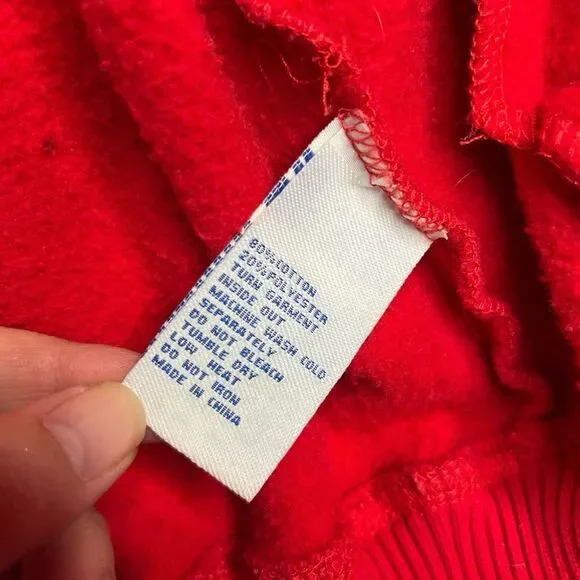 80%COTTON
20%POLYESTER
TURN GARMENT
INSIDE OUT
MACHINE WASH COLD
SEPARATELY
DO NOT BLEACH
TUMBLE DRY
LOW HEAT
DO NOT IRON
MADE IN CHINA